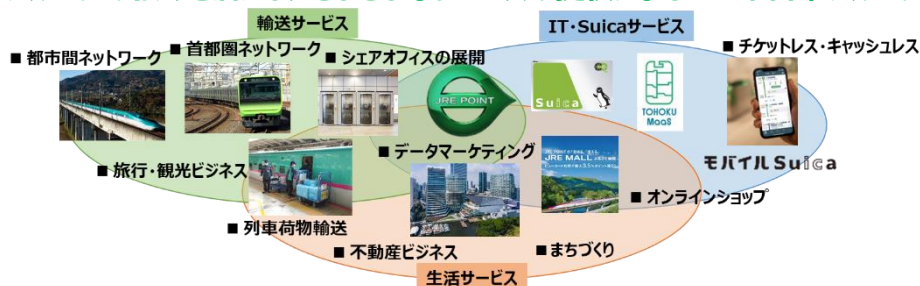 輸送サービス
IT・Suicaサービス
■ 都市間ネットワーク
■ 首都圏ネットワーク
■ シェアオフィスの展開
■ チケットレス・キャッシュレス
JRE POINT
Suica
TOHOKU
MaaS
モバイルSuica
■ 旅行・観光ビジネス
■ データマーケティング
JRE MALL
■ オンラインショップ
■ 列車荷物輸送
■ 不動産ビジネス
■ まちづくり
生活サービス